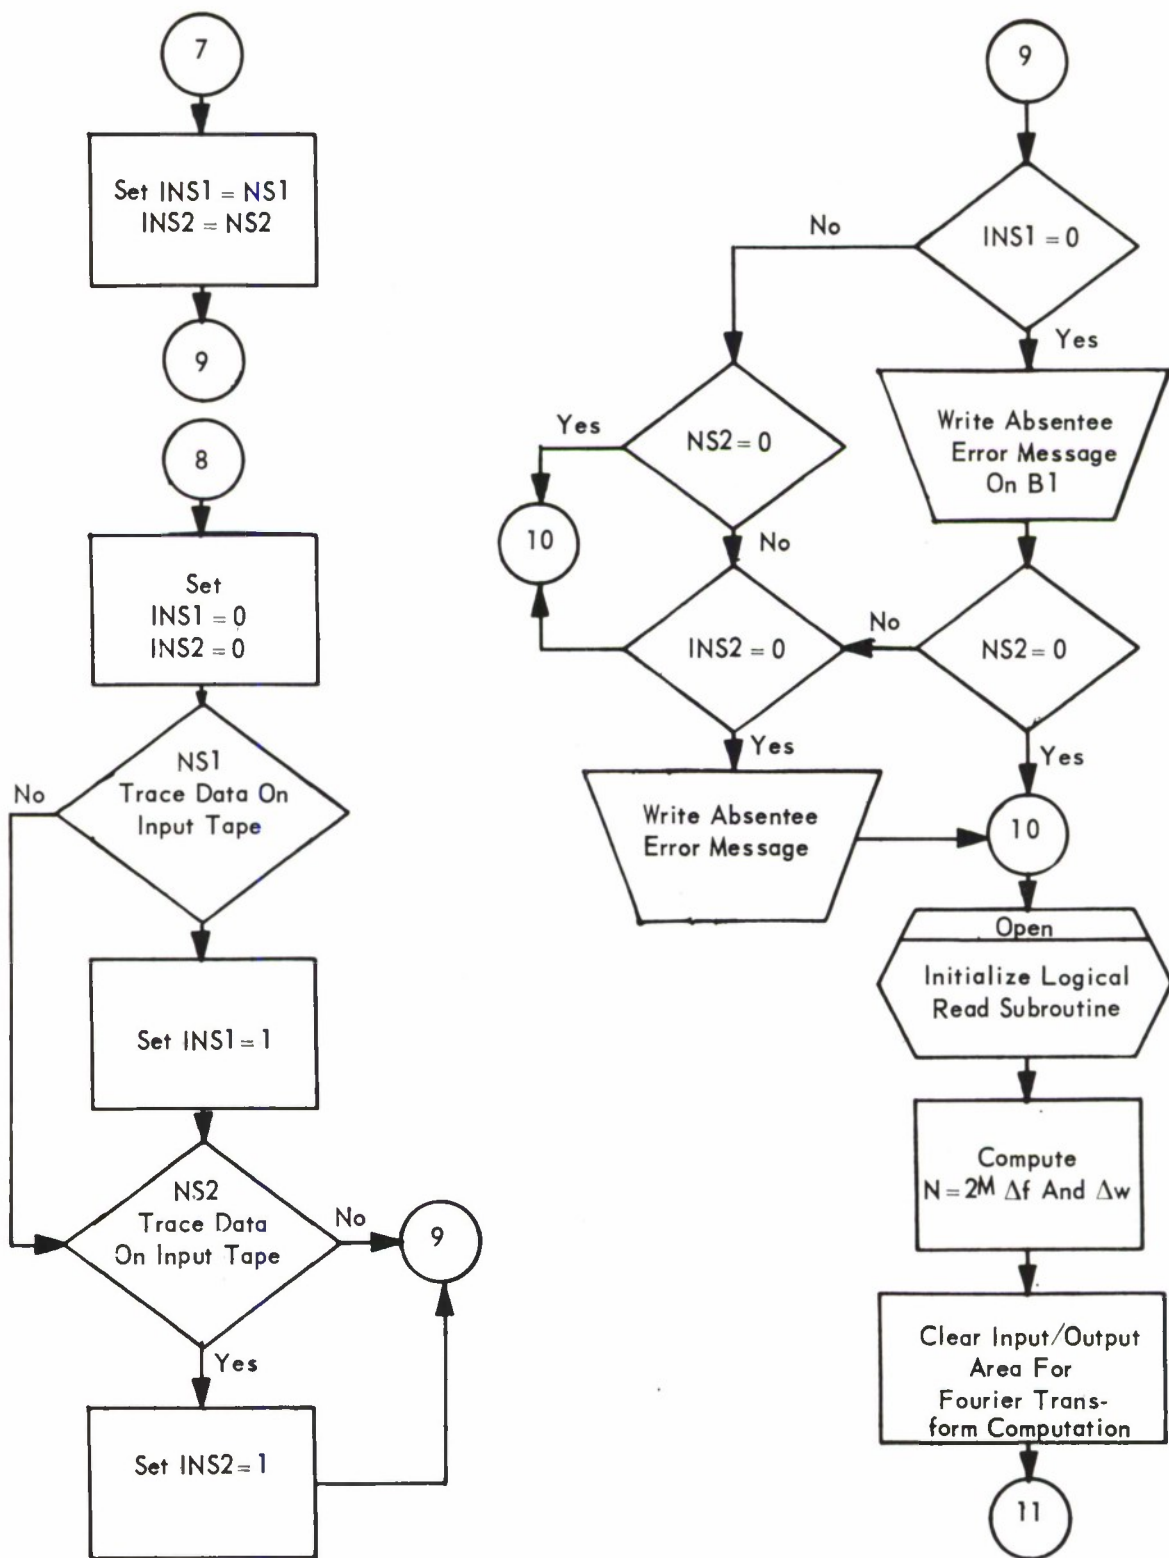 7
Set INS1 = NS1
INS2 = NS2
9
8
Set
INS1 = 0
INS2 = 0
NS1
Trace Data On
Input Tape
No
Set INS1 = 1
NS2
Trace Data
On Input Tape
No
9
Yes
Set INS2 = 1
9
INS1 = 0
No
Yes
Write Absentee
Error Message
On B1
NS2 = 0
Yes
10
No
INS2 = 0
No
NS2 = 0
Yes
Yes
Write Absentee
Error Message
10
Open
Initialize Logical
Read Subroutine
Compute
N = 2^M Δf And Δw
Clear Input/Output
Area For
Fourier Trans-
form Computation
11